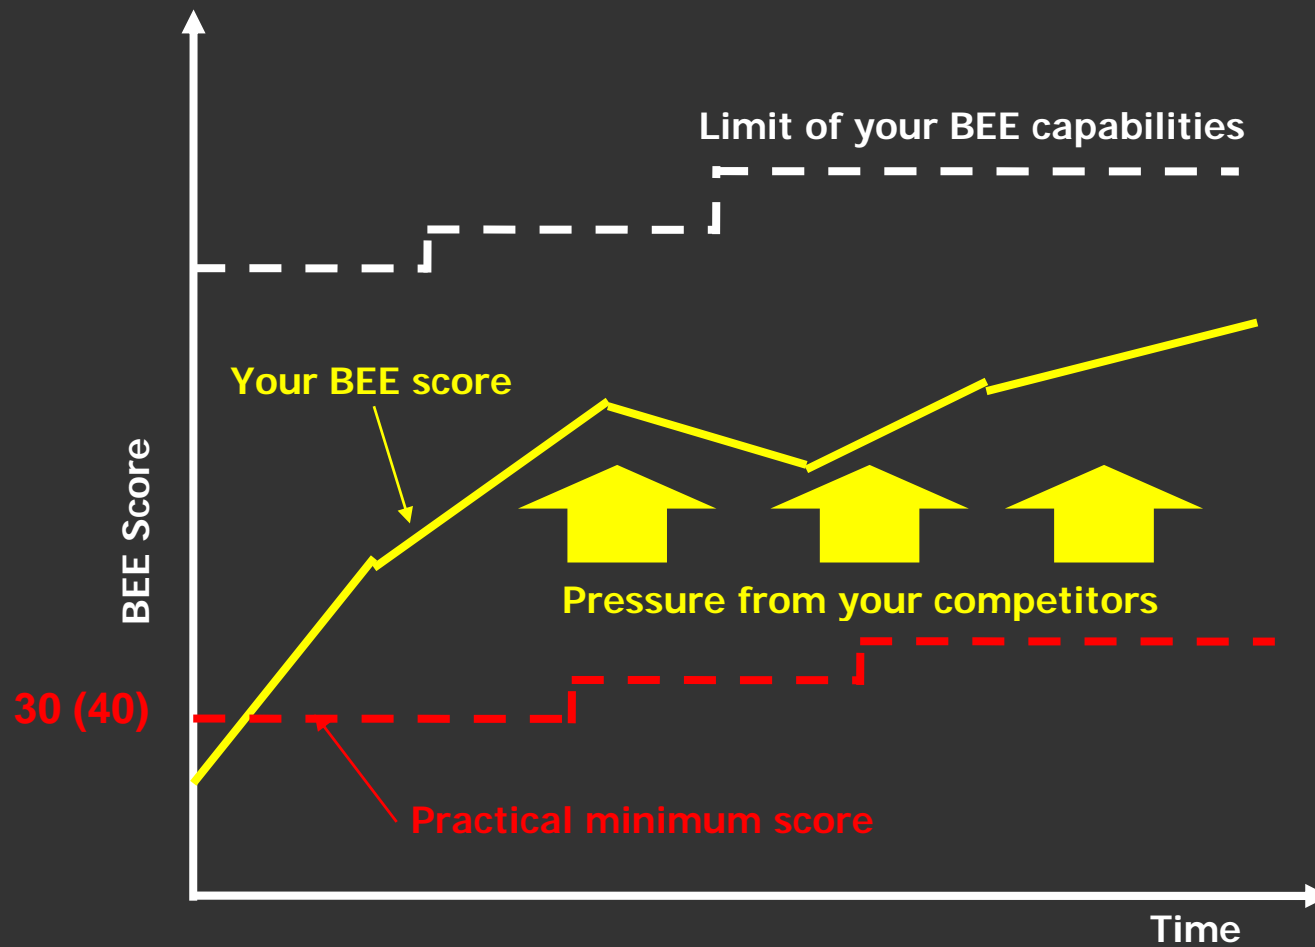 Limit of your BEE capabilities
Your BEE score
BEE Score
Pressure from your competitors
30 (40)
Practical minimum score
Time